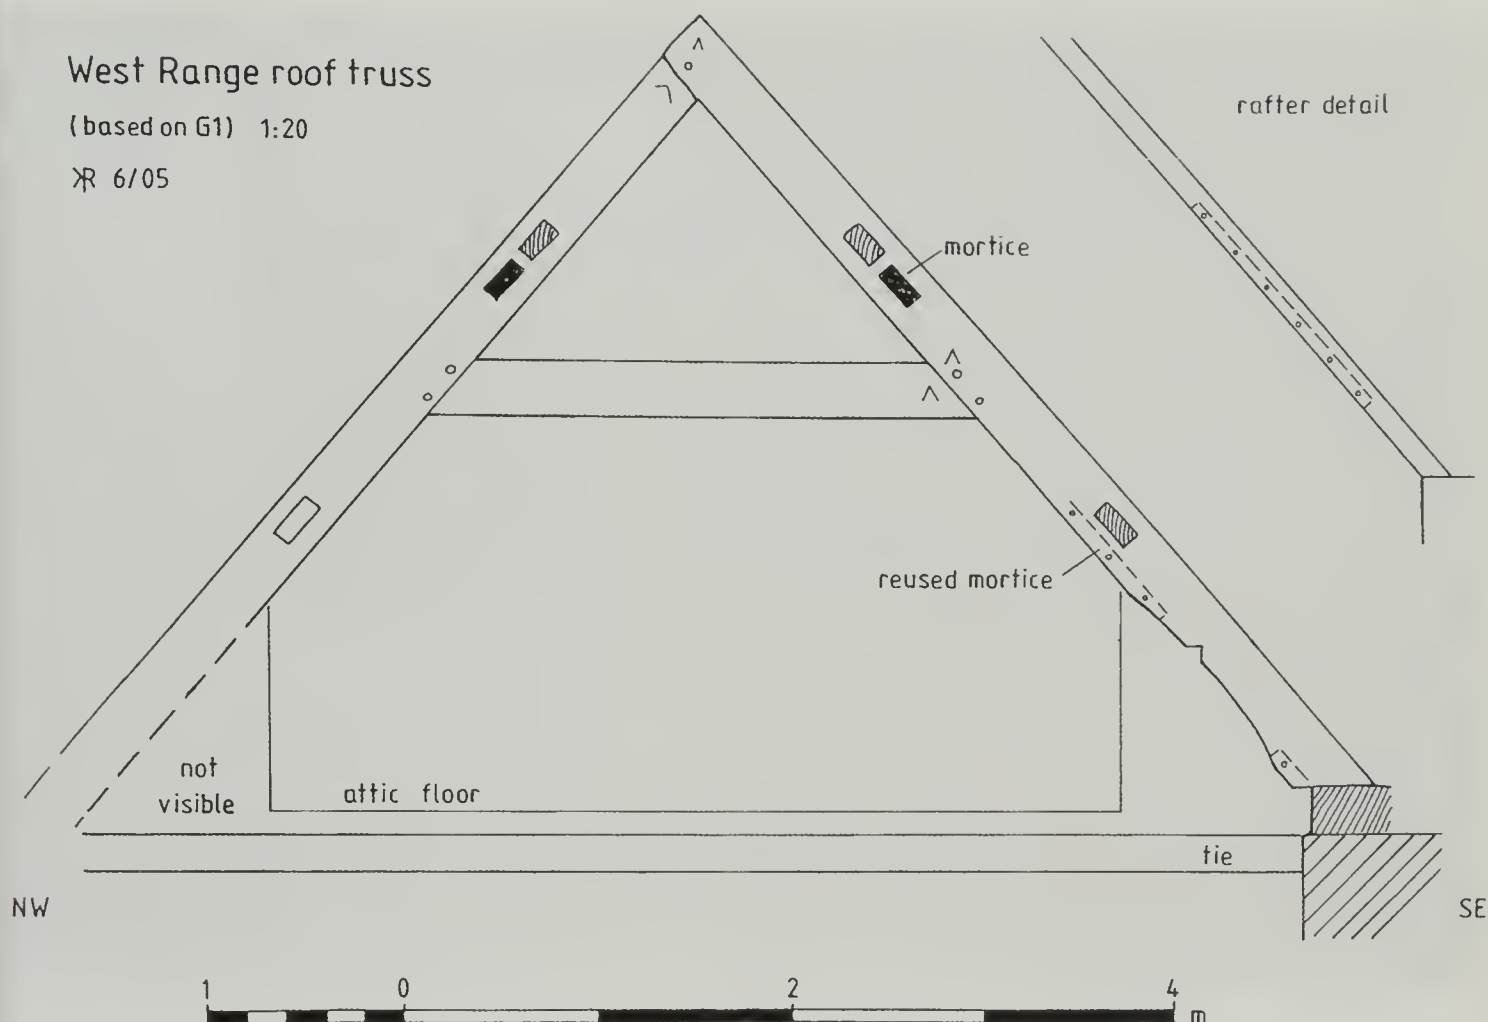 West Range roof truss
(based on G1) 1:20
6/05
rafter detail
mortice
reused mortice
not
visible
attic floor
tie
NW
SE
1 0 2 4
m